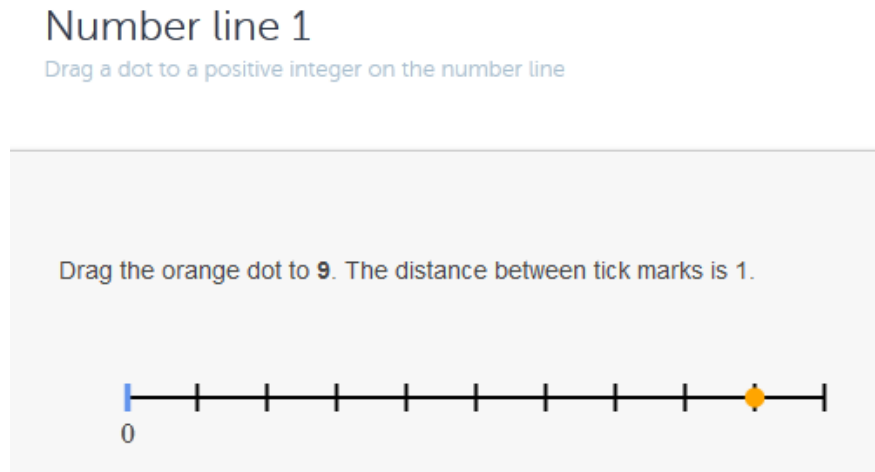 Number line 1
Drag a dot to a positive integer on the number line
Drag the orange dot to 9. The distance between tick marks is 1.
0